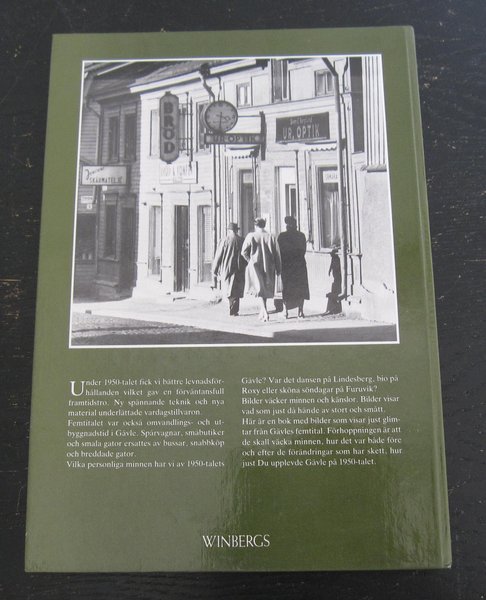 BRÖD
UR OPTIK
UR. OPTIK
SKÄRMATELJÉ
Under 1950-talet fick vi bättre levnadsför-
hållanden vilket gav en förväntansfull
framtidstro. Ny spännande teknik och nya
material underlättade vardagstillvaron.
Femtitalet var också omvandlings- och ut-
byggnadstid i Gävle. Spårvagnar, småbutiker
och smala gator ersattes av bussar, snabbköp
och breddade gator.
Vilka personliga minnen har vi av 1950-talets
Gävle? Var det dansen på Lindesberg, bio på
Roxy eller sköna söndagar på Furuvik?
Bilder väcker minnen och känslor. Bilder visar
vad som just då hände av stort och smått.
Här är en bok med bilder som visar just glim-
tar från Gävles femtital. Förhoppningen är att
de skall väcka minnen, hur det var både före
och efter de förändringar som har skett, hur
just Du upplevde Gävle på 1950-talet.
WINBERGS